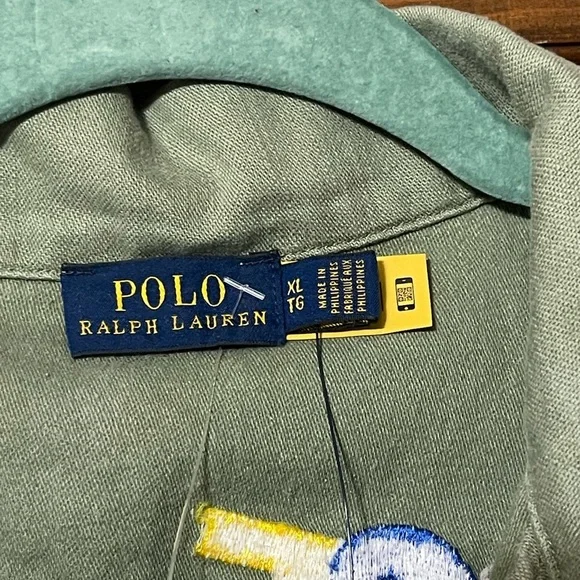 POLO
RALPH LAUREN
XL
TG
MADE IN
PHILIPPINES
FABRIQUÉ AUX
PHILIPPINES